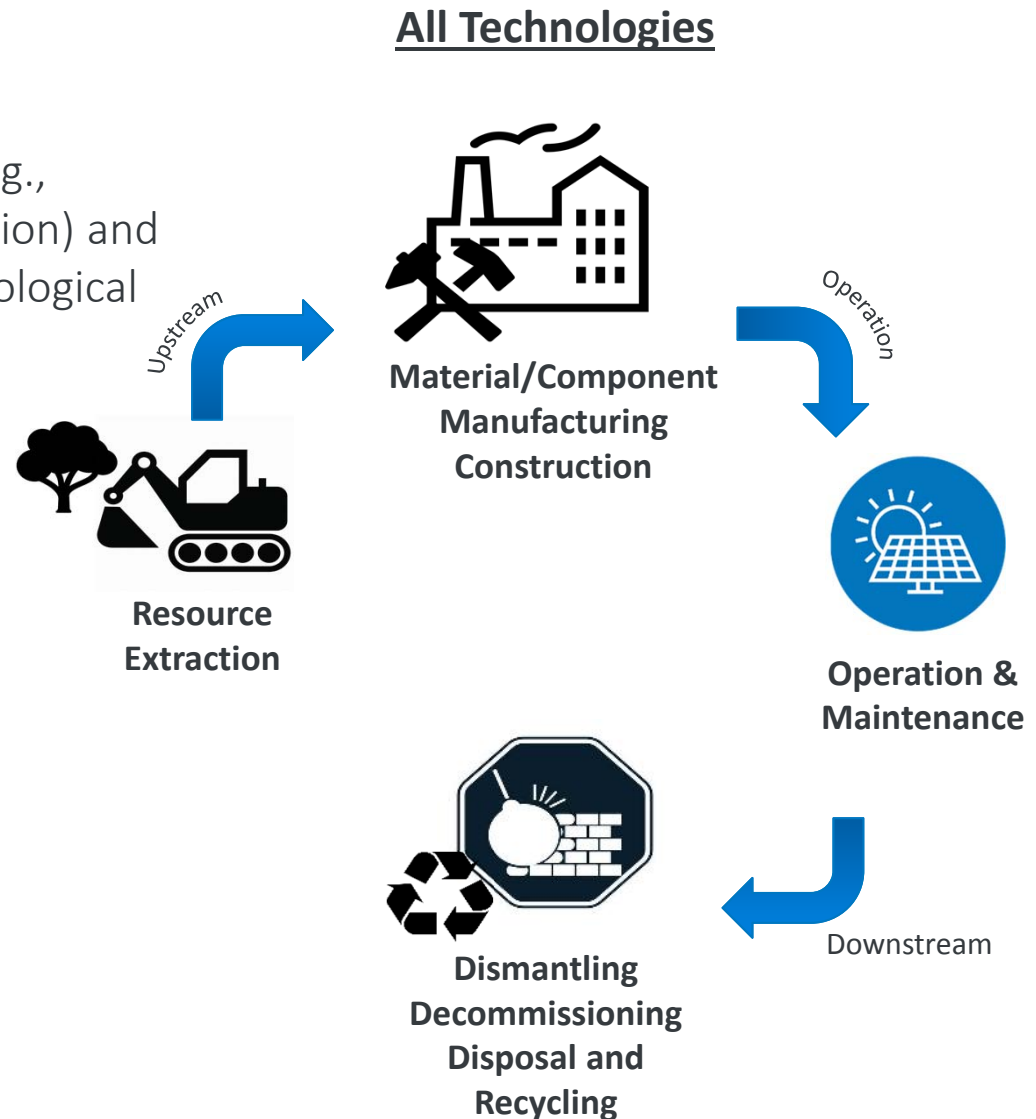 All Technologies
g.,
ion) and
ological
Upstream
Material/Component
Manufacturing
Construction
Operation
Resource
Extraction
Operation &
Maintenance
Downstream
Dismantling
Decommissioning
Disposal and
Recycling